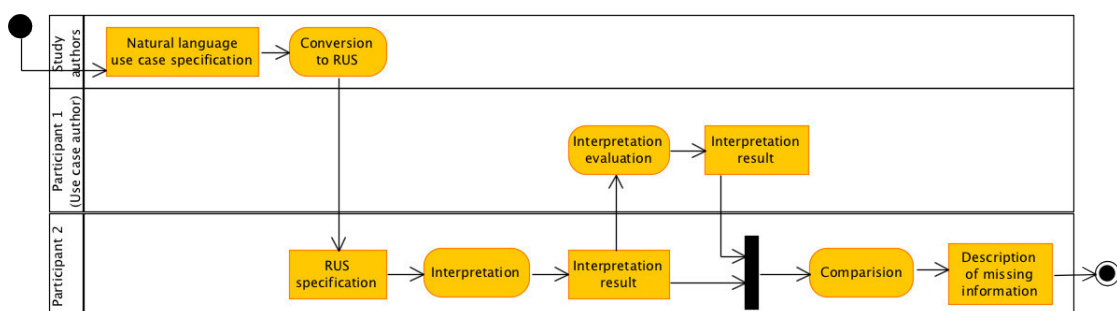 Study
authors
Natural language
use case specification
Conversion
to RUS
Participant 1
(Use case author)
Interpretation
evaluation
Interpretation
result
Participant 2
RUS
specification
Interpretation
Interpretation
result
Comparision
Description
of missing
information